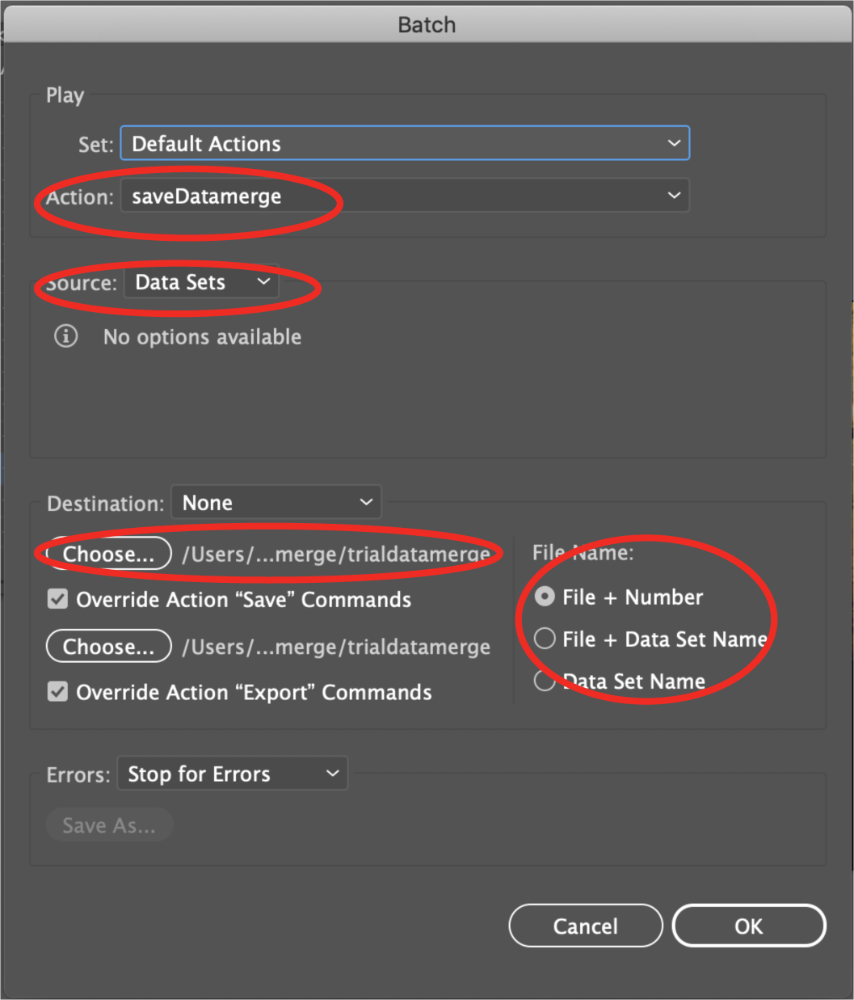 Batch
Play
Set: Default Actions
Action: saveDatamerge
Source: Data Sets
No options available
Destination: None
Choose... /Users/...merge/trialdatamerge
File Name:
Override Action “Save” Commands
File + Number
Choose... /Users/...merge/trialdatamerge
File + Data Set Name
Override Action “Export” Commands
Data Set Name
Errors: Stop for Errors
Save As...
Cancel
OK